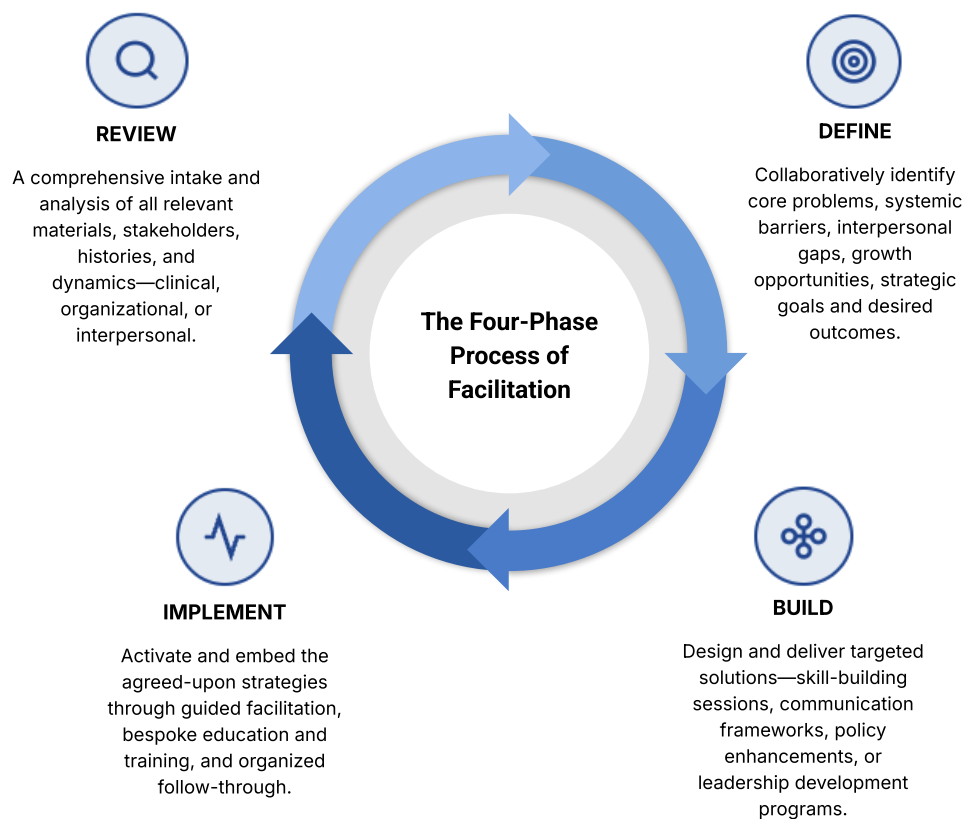 REVIEW
A comprehensive intake and
analysis of all relevant
materials, stakeholders,
histories, and
dynamics—clinical,
organizational, or
interpersonal.
DEFINE
Collaboratively identify
core problems, systemic
barriers, interpersonal
gaps, growth
opportunities, strategic
goals and desired
outcomes.
The Four-Phase
Process of
Facilitation
IMPLEMENT
Activate and embed the
agreed-upon strategies
through guided facilitation,
bespoke education and
training, and organized
follow-through.
BUILD
Design and deliver targeted
solutions—skill-building
sessions, communication
frameworks, policy
enhancements, or
leadership development
programs.